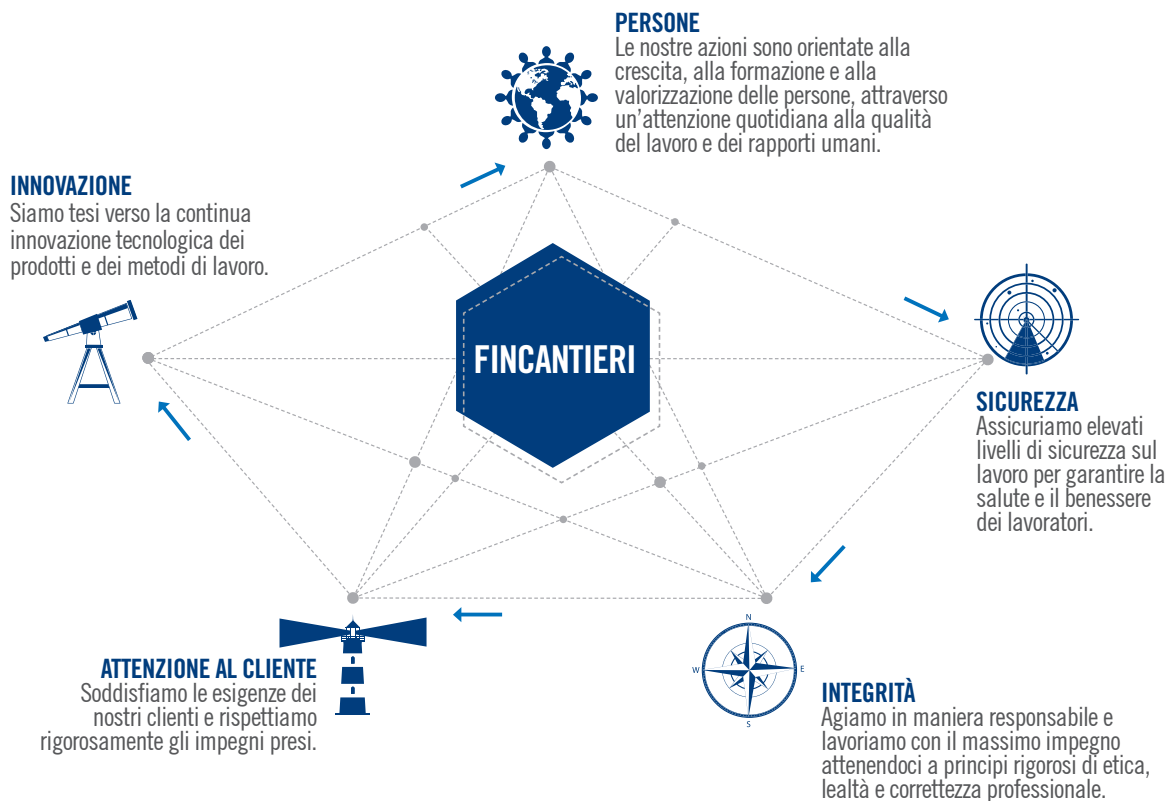 PERSONE
Le nostre azioni sono orientate alla
crescita, alla formazione e alla
valorizzazione delle persone, attraverso
un'attenzione quotidiana alla qualità
del lavoro e dei rapporti umani.
INNOVAZIONE
Siamo tesi verso la continua
innovazione tecnologica dei
prodotti e dei metodi di lavoro.
FINCANTIERI
SICUREZZA
Assicuriamo elevati
livelli di sicurezza sul
lavoro per garantire la
salute e il benessere
dei lavoratori.
ATTENZIONE AL CLIENTE
Soddisfiamo le esigenze dei
nostri clienti e rispettiamo
rigorosamente gli impegni presi.
N
W
E
S
INTEGRITÀ
Agiamo in maniera responsabile e
lavoriamo con il massimo impegno
attenendoci a principi rigorosi di etica,
lealtà e correttezza professionale.